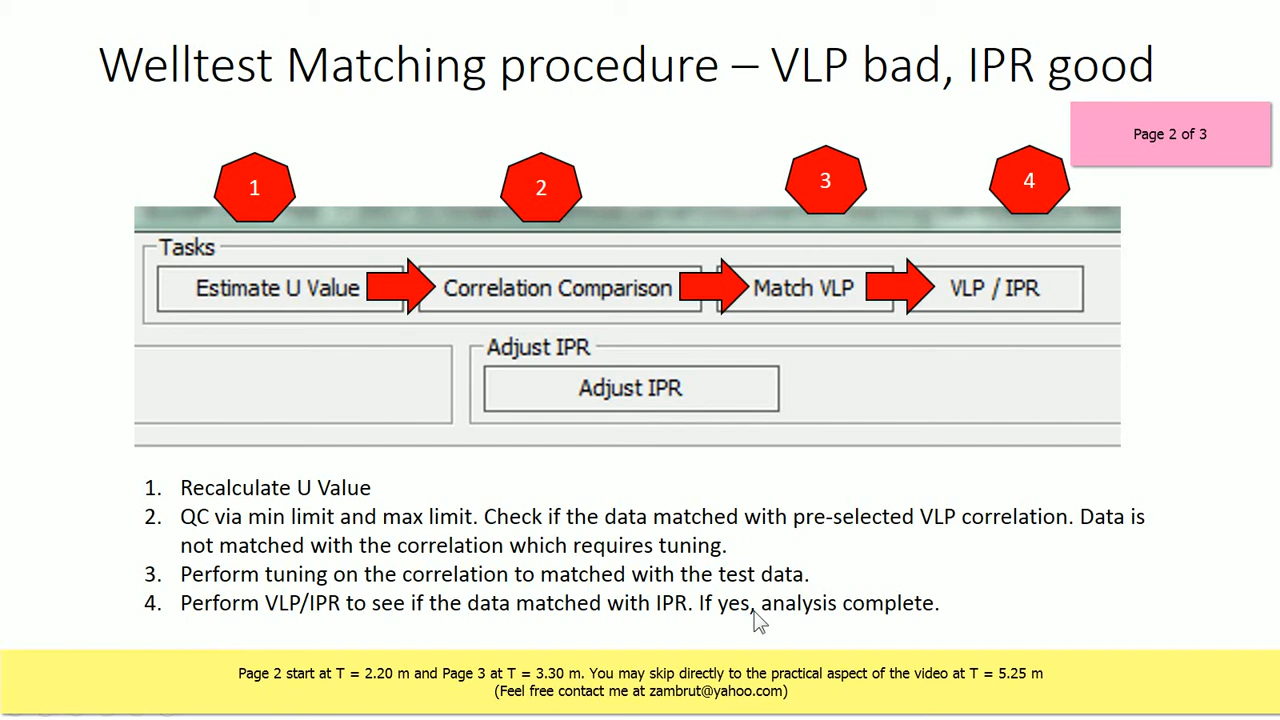 Welltest Matching procedure – VLP bad, IPR good
Page 2 of 3
1
2
3
4
Tasks
Estimate U Value
Correlation Comparison
Match VLP
VLP / IPR
Adjust IPR
Adjust IPR
1. Recalculate U Value
2. QC via min limit and max limit. Check if the data matched with pre-selected VLP correlation. Data is
not matched with the correlation which requires tuning.
3. Perform tuning on the correlation to matched with the test data.
4. Perform VLP/IPR to see if the data matched with IPR. If yes, analysis complete.
Page 2 start at T = 2.20 m and Page 3 at T = 3.30 m. You may skip directly to the practical aspect of the video at T = 5.25 m
(Feel free contact me at zambrut@yahoo.com)